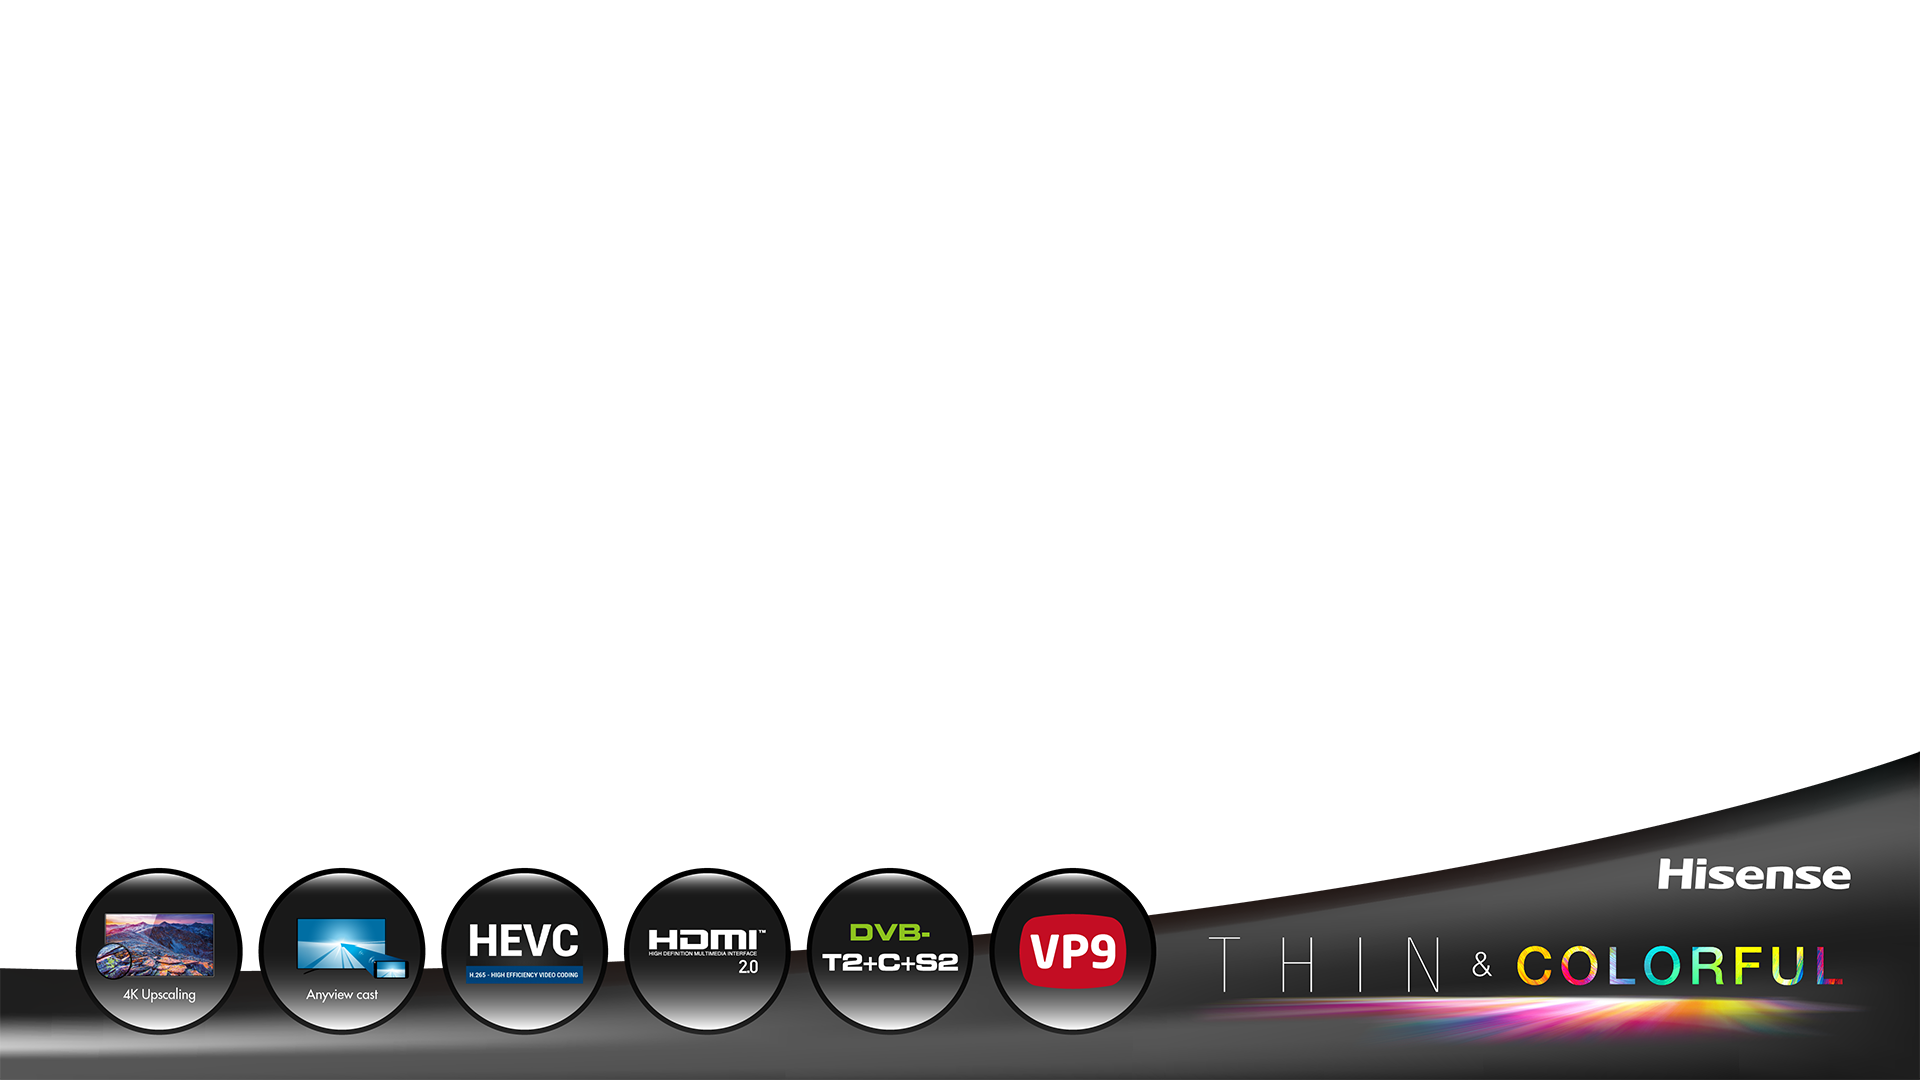 Hisense
THIN & COLORFUL
4K Upscaling
Anyview cast
HEVC
H.265 - HIGH EFFICIENCY VIDEO CODING
HDMI™
HIGH DEFINITION MULTIMEDIA INTERFACE
2.0
DVB-
T2+C+S2
VP9